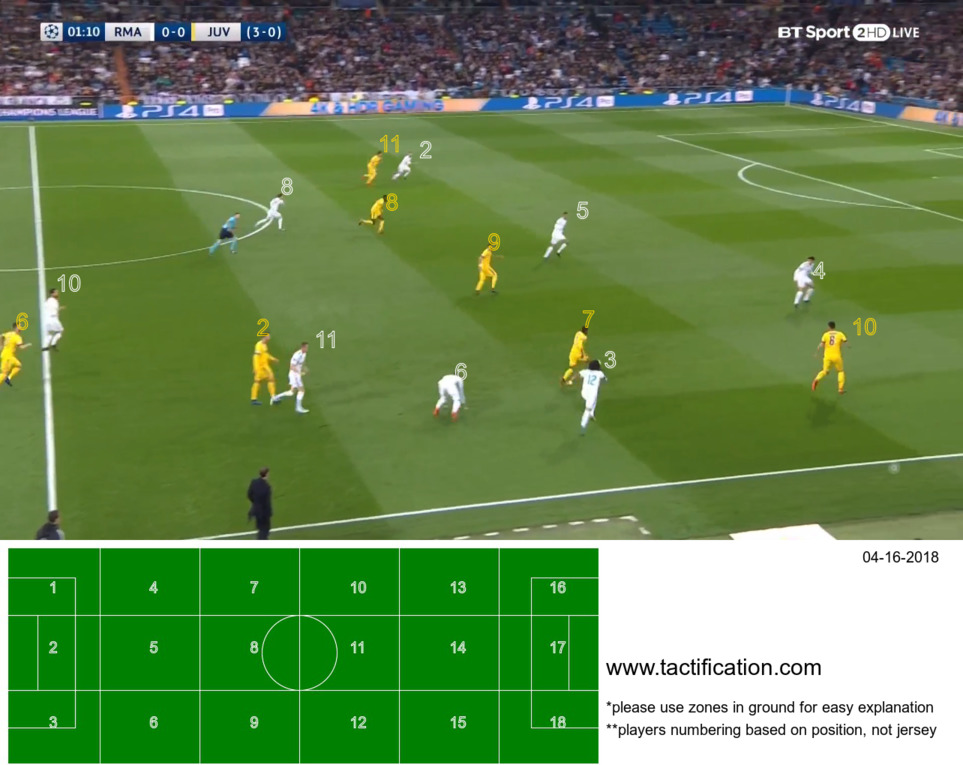 01:10 RMA 0-0 JUV (3-0)
BT Sport 2HD LIVE
CHAMPIONS LEAGUE PS4 4K & HDR GAMING PS4 PS4 PS4
11 2
8
8
5
9
4
10
6
2
11
7
10
3
6
12
04-16-2018
1 4 7 10 13 16
2 5 8 11 14 17
www.tactification.com
*please use zones in ground for easy explanation
3 6 9 12 15 18
**players numbering based on position, not jersey